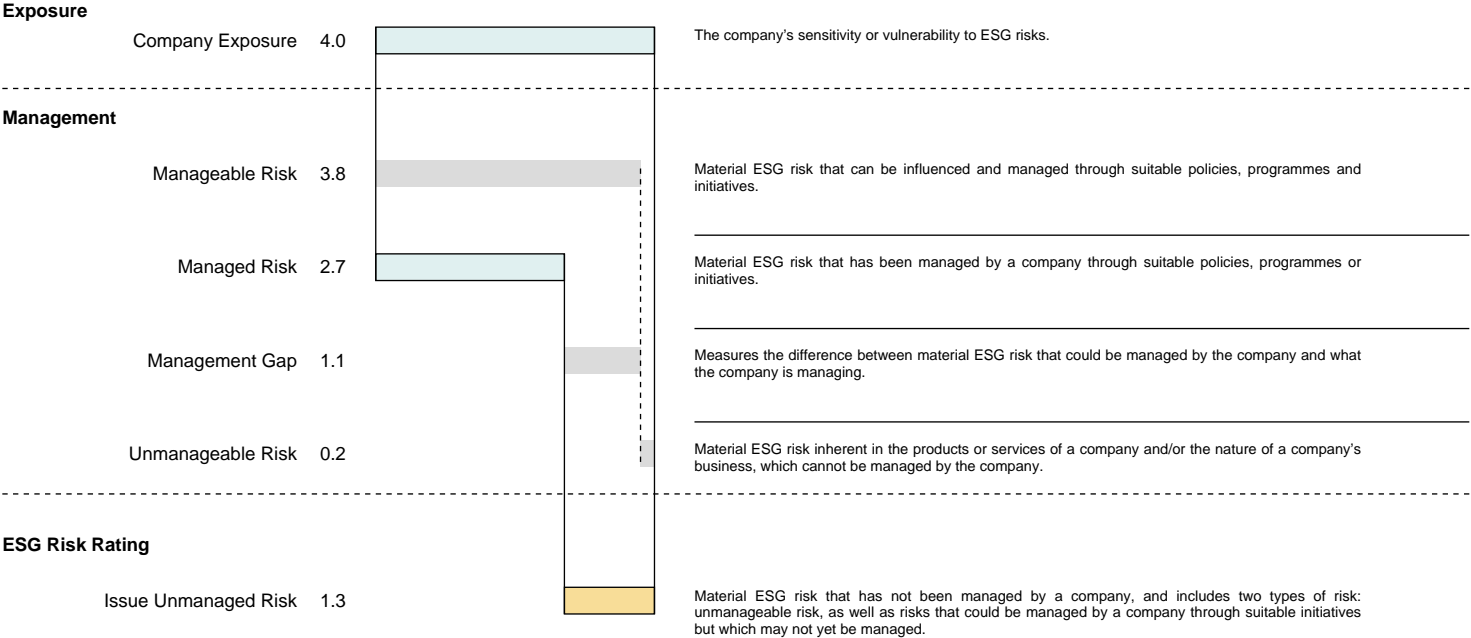 Exposure
Company Exposure 4.0
The company’s sensitivity or vulnerability to ESG risks.
Management
Manageable Risk 3.8
Material ESG risk that can be influenced and managed through suitable policies, programmes and
initiatives.
Managed Risk 2.7
Material ESG risk that has been managed by a company through suitable policies, programmes or
initiatives.
Management Gap 1.1
Measures the difference between material ESG risk that could be managed by the company and what
the company is managing.
Unmanageable Risk 0.2
Material ESG risk inherent in the products or services of a company and/or the nature of a company’s
business, which cannot be managed by the company.
ESG Risk Rating
Issue Unmanaged Risk 1.3
Material ESG risk that has not been managed by a company, and includes two types of risk:
unmanageable risk, as well as risks that could be managed by a company through suitable initiatives
but which may not yet be managed.